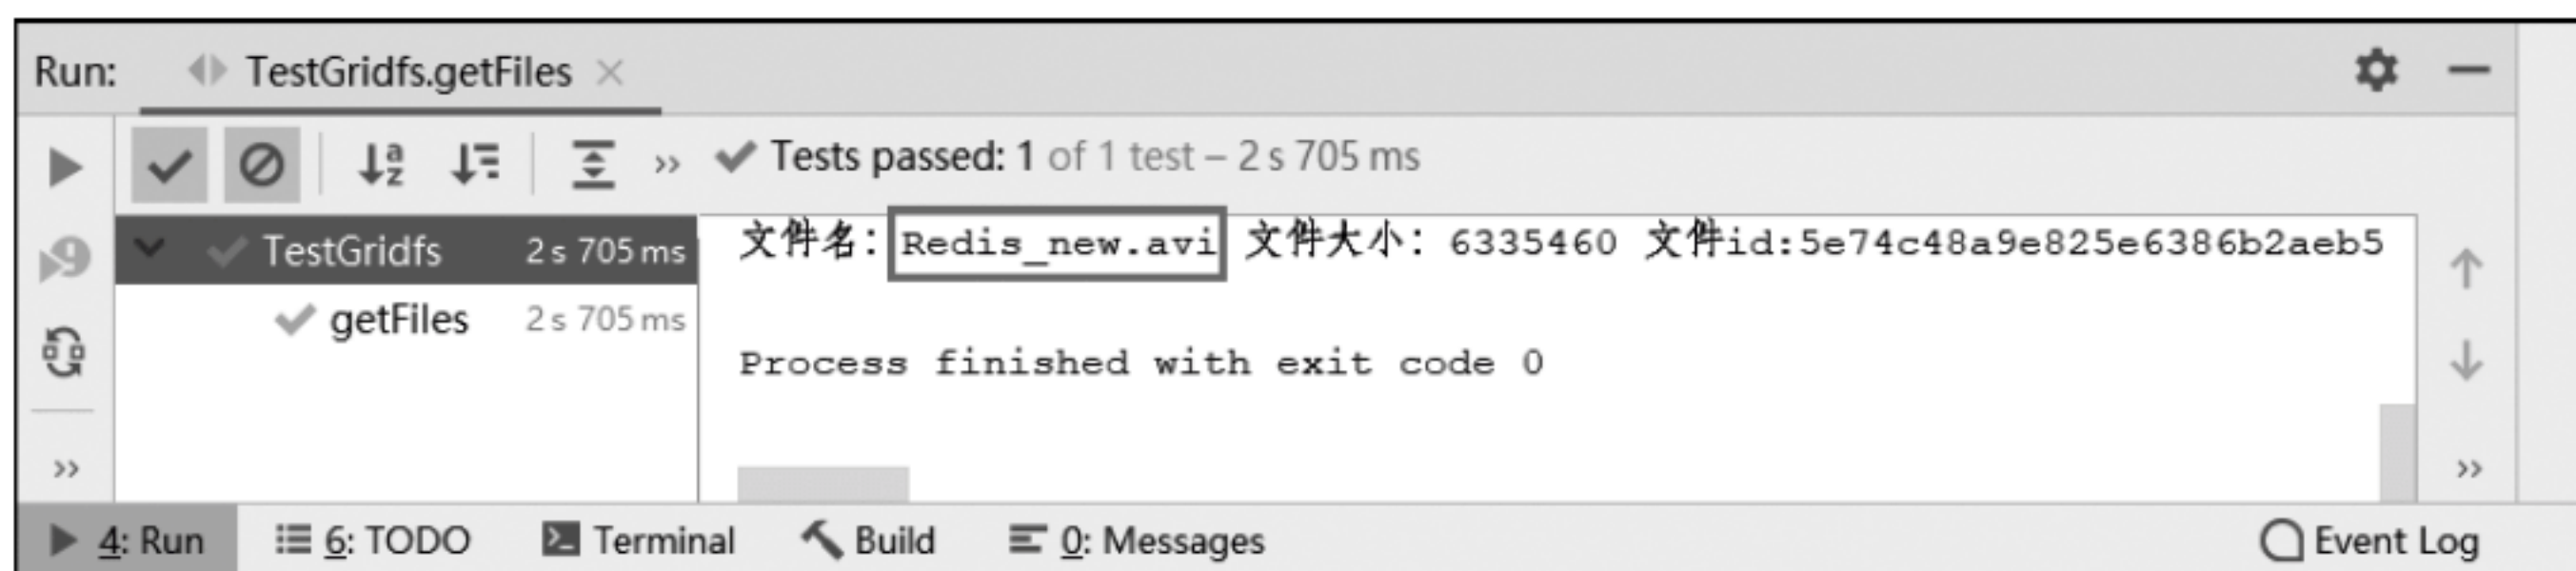 Run: TestGridfs.getFiles
Tests passed: 1 of 1 test – 2 s 705 ms
TestGridfs 2 s 705 ms
getFiles 2 s 705 ms
文件名: Redis_new.avi 文件大小: 6335460 文件id:5e74c48a9e825e6386b2aeb5
Process finished with exit code 0
4: Run 6: TODO Terminal Build 0: Messages Event Log